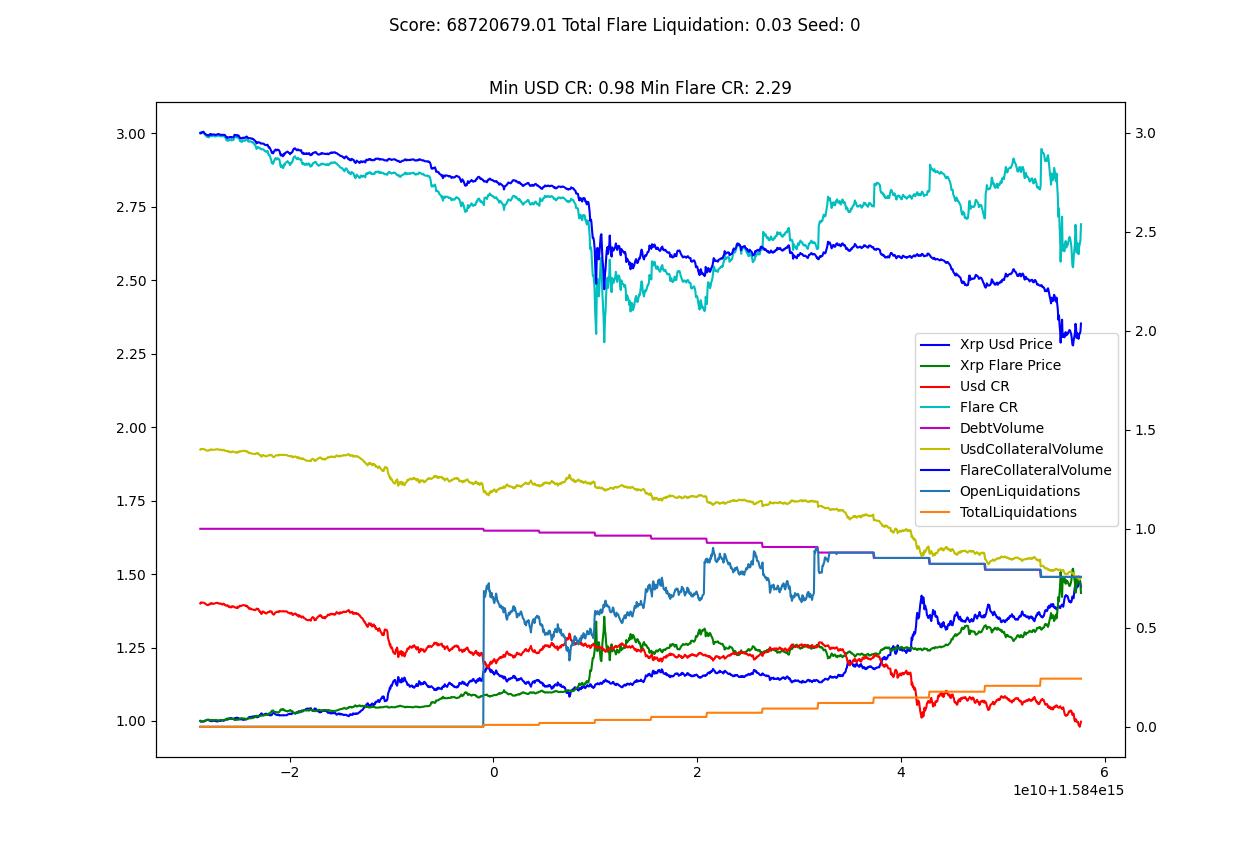 Score: 68720679.01 Total Flare Liquidation: 0.03 Seed: 0
Min USD CR: 0.98 Min Flare CR: 2.29
3.00
2.75
2.50
2.25
2.00
1.75
1.50
1.25
1.00
3.0
2.5
2.0
1.5
1.0
0.5
0.0
Xrp Usd Price
Xrp Flare Price
Usd CR
Flare CR
DebtVolume
UsdCollateralVolume
FlareCollateralVolume
OpenLiquidations
TotalLiquidations
−2 0 2 4 6
1e10+1.584e15